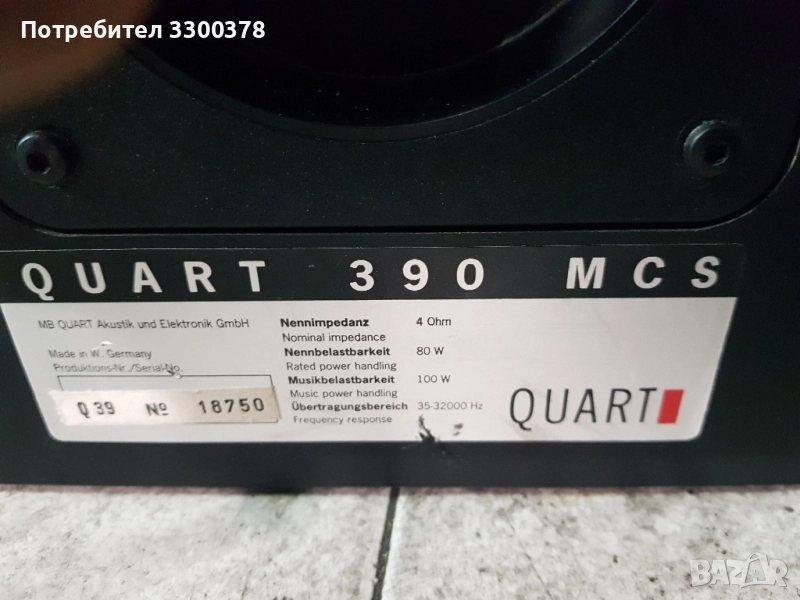 Потребител 3300378
QUART 390 MCS
MB QUART Akustik und Elektronik GmbH
Made in W. Germany
Produktions-Nr./Serial-No.
Q 39 Nº 18750
Nennimpedanz 4 Ohm
Nominal impedance
Nennbelastbarkeit 80 W
Rated power handling
Musikbelastbarkeit 100 W
Music power handling
Übertragungsbereich 35-32000 Hz
Frequency response
QUART
BAZAR